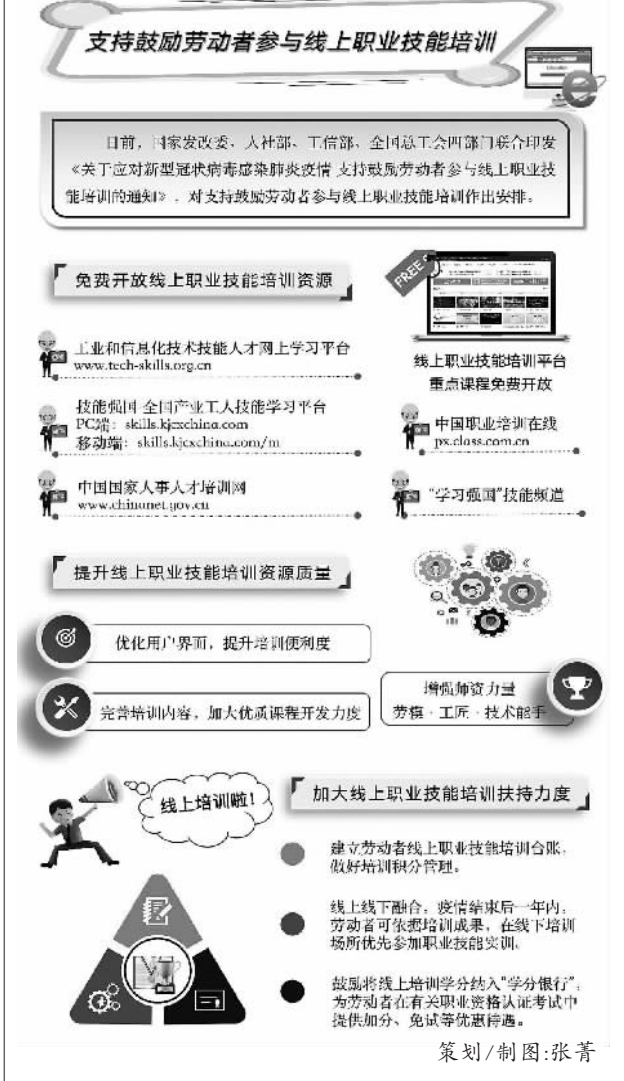 支持鼓励劳动者参与线上职业技能培训
日前，国家发改委、人社部、工信部、全国总工会四部门联合印发
《关于应对新型冠状病毒感染肺炎疫情 支持鼓励劳动者参与线上职业技
能培训的通知》，对支持鼓励劳动者参与线上职业技能培训作出安排。
免费开放线上职业技能培训资源
FREE
工业和信息化技术技能人才网上学习平台
www.tech-skills.org.cn
技能强国-全国产业工人技能学习平台
PC端：skills.kjcxchina.com
移动端：skills.kjcxchina.com/m
中国国家人事人才培训网
www.chinanet.gov.cn
线上职业技能培训平台
重点课程免费开放
中国职业培训在线
px.class.com.cn
“学习强国”技能频道
提升线上职业技能培训资源质量
优化用户界面，提升培训便利度
完善培训内容，加大优质课程开发力度
增强师资力量
劳模·工匠·技术能手
线上培训啦！
加大线上职业技能培训扶持力度
建立劳动者线上职业技能培训台账，
做好培训积分管理。
线上线下融合，疫情结束后一年内，
劳动者可依据培训成果，在线下培训
场所优先参加职业技能实训。
鼓励将线上培训学分纳入“学分银行”，
为劳动者在有关职业资格认证考试中
提供加分、免试等优惠待遇。
策划/制图:张菁